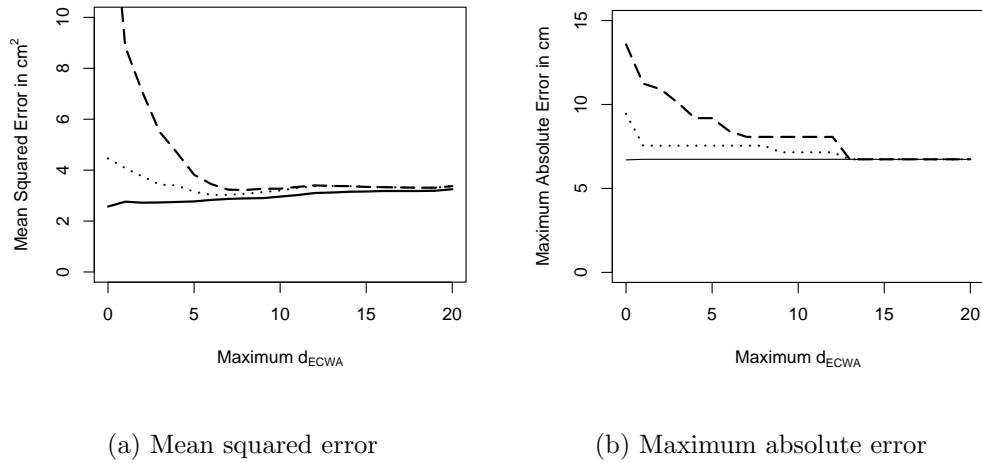 Mean Squared Error in cm²
10
8
6
4
2
0
0 5 10 15 20
Maximum d_ECWA
(a) Mean squared error
Maximum Absolute Error in cm
15
10
5
0
0 5 10 15 20
Maximum d_ECWA
(b) Maximum absolute error